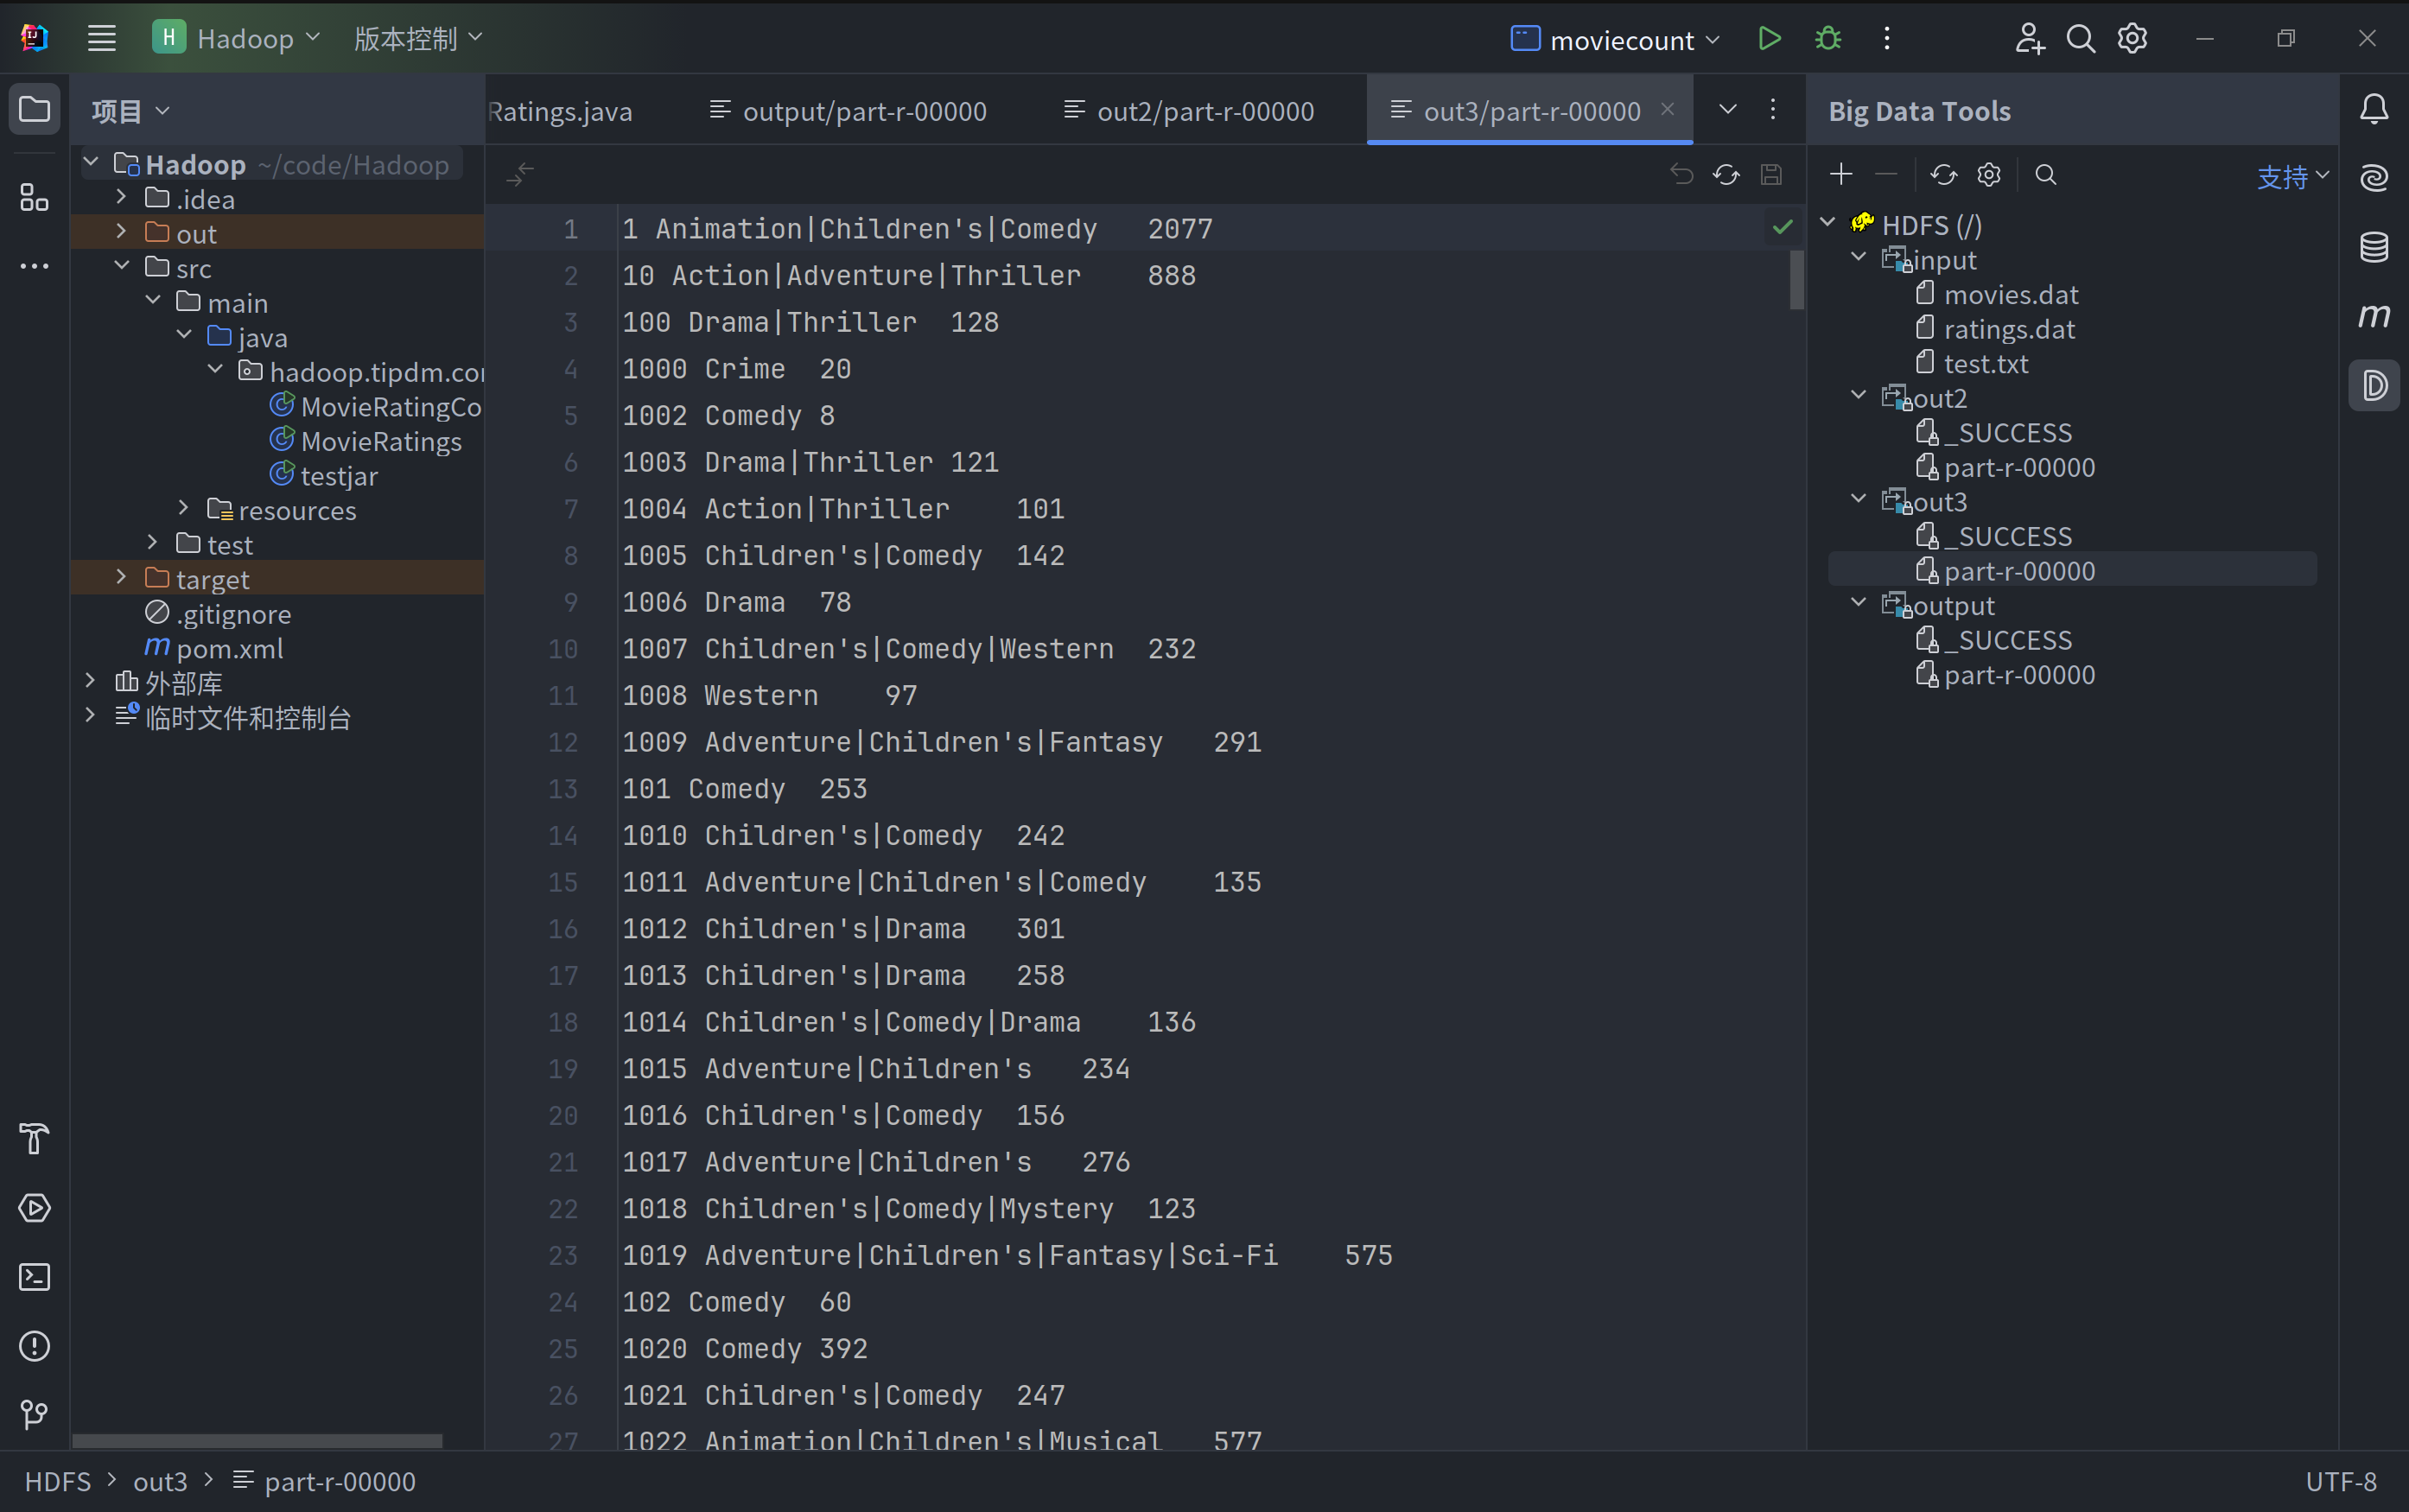 H Hadoop 版本控制 moviecount
项目
Ratings.java output/part-r-00000 out2/part-r-00000 out3/part-r-00000
Big Data Tools
支持
Hadoop ~/code/Hadoop
.idea
out
src
main
java
hadoop.tipdm.co
MovieRatingCo
MovieRatings
testjar
resources
test
target
.gitignore
pom.xml
外部库
临时文件和控制台
1 1 Animation|Children's|Comedy 2077
2 10 Action|Adventure|Thriller 888
3 100 Drama|Thriller 128
4 1000 Crime 20
5 1002 Comedy 8
6 1003 Drama|Thriller 121
7 1004 Action|Thriller 101
8 1005 Children's|Comedy 142
9 1006 Drama 78
10 1007 Children's|Comedy|Western 232
11 1008 Western 97
12 1009 Adventure|Children's|Fantasy 291
13 101 Comedy 253
14 1010 Children's|Comedy 242
15 1011 Adventure|Children's|Comedy 135
16 1012 Children's|Drama 301
17 1013 Children's|Drama 258
18 1014 Children's|Comedy|Drama 136
19 1015 Adventure|Children's 234
20 1016 Children's|Comedy 156
21 1017 Adventure|Children's 276
22 1018 Children's|Comedy|Mystery 123
23 1019 Adventure|Children's|Fantasy|Sci-Fi 575
24 102 Comedy 60
25 1020 Comedy 392
26 1021 Children's|Comedy 247
27 1022 Animation|Children's|Musical 577
HDFS (/)
input
movies.dat
ratings.dat
test.txt
out2
_SUCCESS
part-r-00000
out3
_SUCCESS
part-r-00000
output
_SUCCESS
part-r-00000
HDFS > out3 > part-r-00000
UTF-8